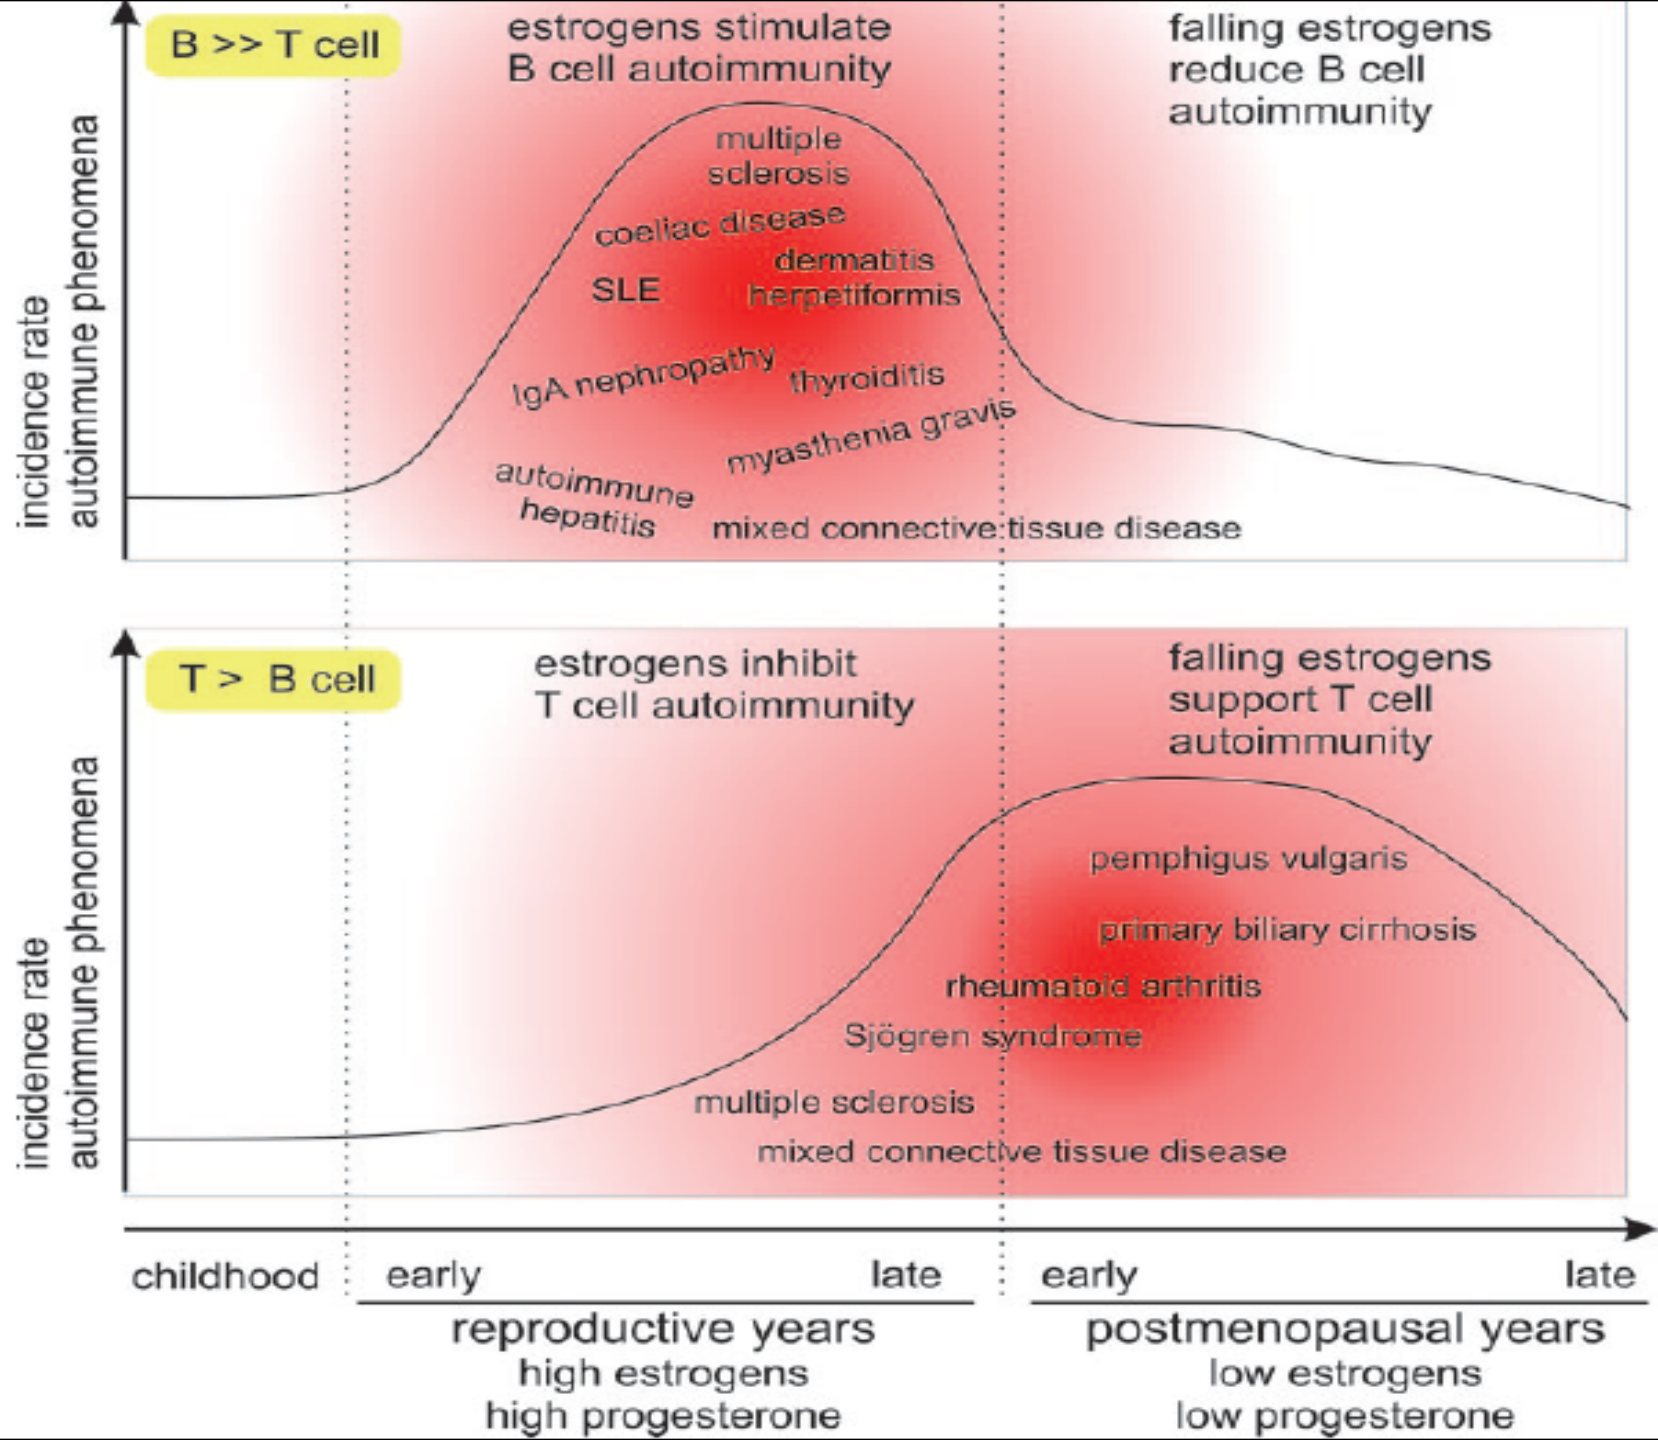 B >> T cell
estrogens stimulate
B cell autoimmunity
falling estrogens
reduce B cell
autoimmunity
incidence rate
autoimmune phenomena
multiple
sclerosis
coeliac disease
dermatitis
herpetiformis
SLE
IgA nephropathy
thyroiditis
myasthenia gravis
autoimmune
hepatitis
mixed connective tissue disease
T > B cell
estrogens inhibit
T cell autoimmunity
falling estrogens
support T cell
autoimmunity
incidence rate
autoimmune phenomena
pemphigus vulgaris
primary biliary cirrhosis
rheumatoid arthritis
Sjögren syndrome
multiple sclerosis
mixed connective tissue disease
childhood early late early late
reproductive years
high estrogens
high progesterone
postmenopausal years
low estrogens
low progesterone